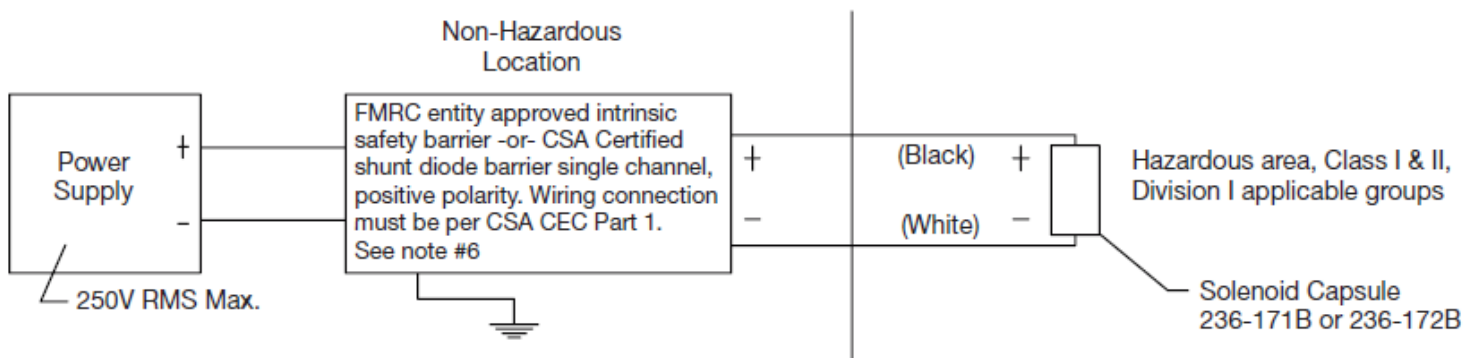 Non-Hazardous
Location
Power
Supply
+
−
250V RMS Max.
FMRC entity approved intrinsic
safety barrier -or- CSA Certified
shunt diode barrier single channel,
positive polarity. Wiring connection
must be per CSA CEC Part 1.
See note #6
+
−
(Black)
+
(White)
−
Hazardous area, Class I & II,
Division I applicable groups
Solenoid Capsule
236-171B or 236-172B